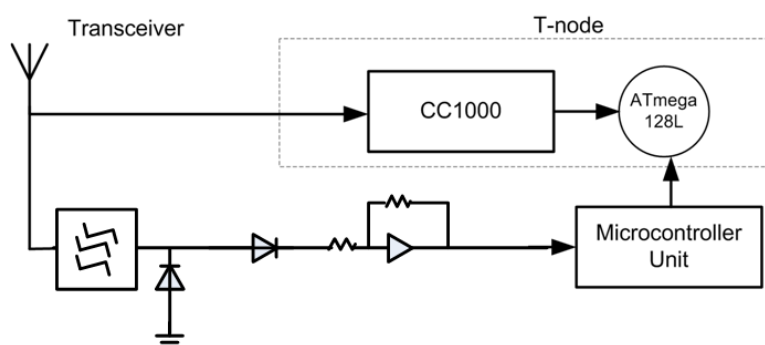 Transceiver
T-node
CC1000
ATmega
128L
Microcontroller
Unit